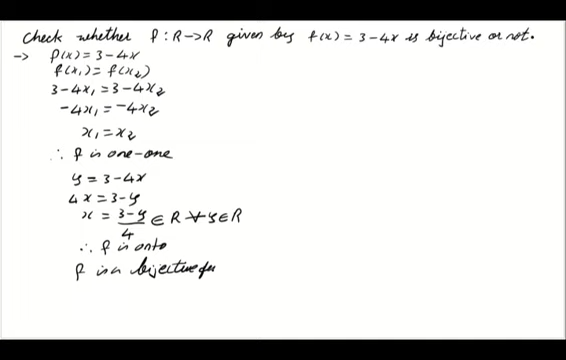 Check whether f : R → R given by f(x) = 3 - 4x is bijective or not.
→ f(x) = 3 - 4x
f(x₁) = f(x₂)
3 - 4x₁ = 3 - 4x₂
-4x₁ = -4x₂
x₁ = x₂
∴ f is one-one
y = 3 - 4x
4x = 3 - y
x = (3 - y)/4 ∈ R ∀ y ∈ R
∴ f is onto
f is a bijective fn